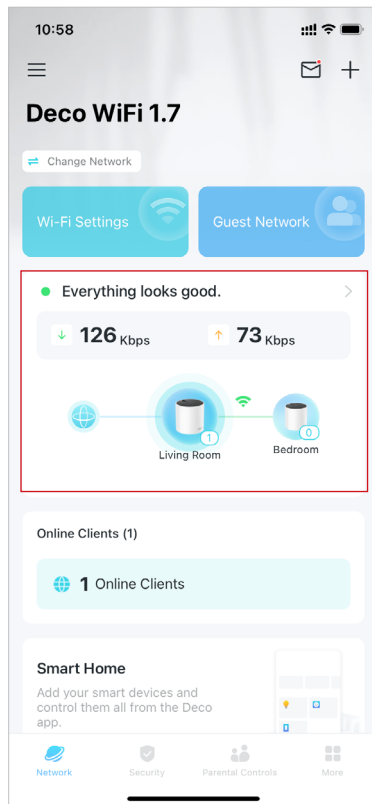 10:58
Deco WiFi 1.7
Change Network
Wi-Fi Settings
Guest Network
Everything looks good.
126 Kbps
73 Kbps
1
0
Living Room
Bedroom
Online Clients (1)
1 Online Clients
Smart Home
Add your smart devices and
control them all from the Deco
app.
Network
Security
Parental Controls
More